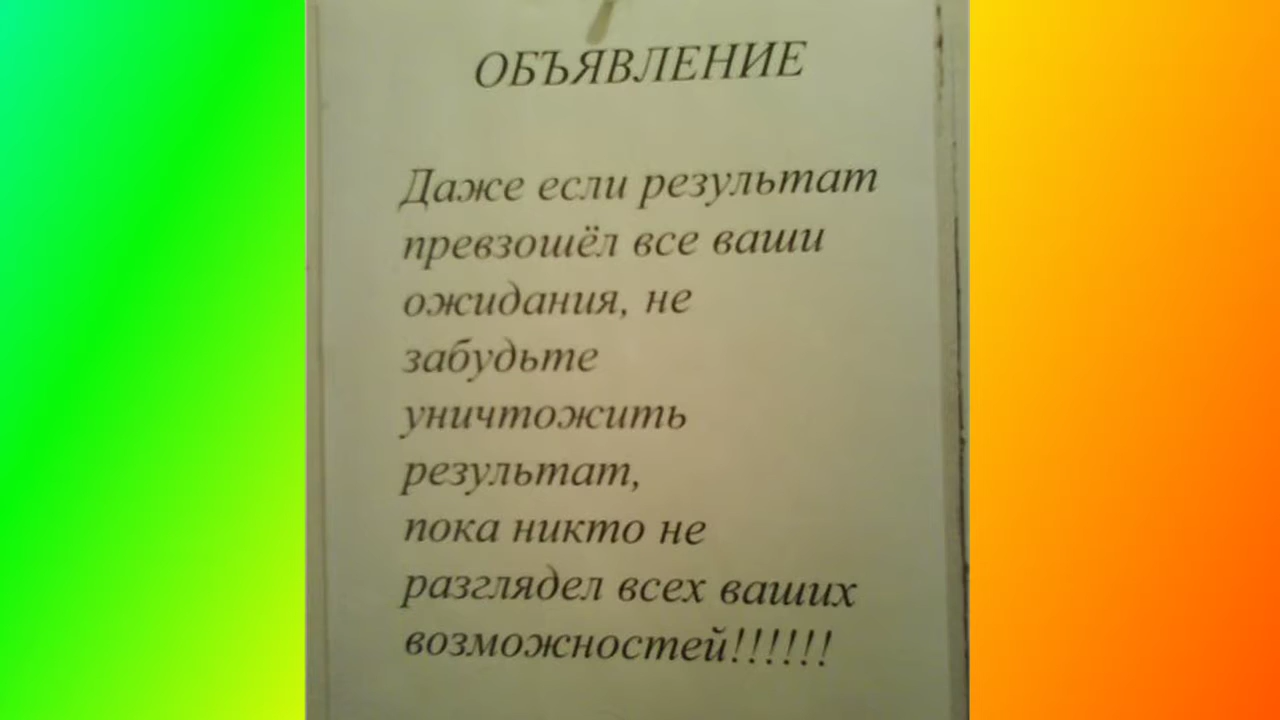 ОБЪЯВЛЕНИЕ
Даже если результат
превзошёл все ваши
ожидания, не
забудьте
уничтожить
результат,
пока никто не
разглядел всех ваших
возможностей!!!!!!